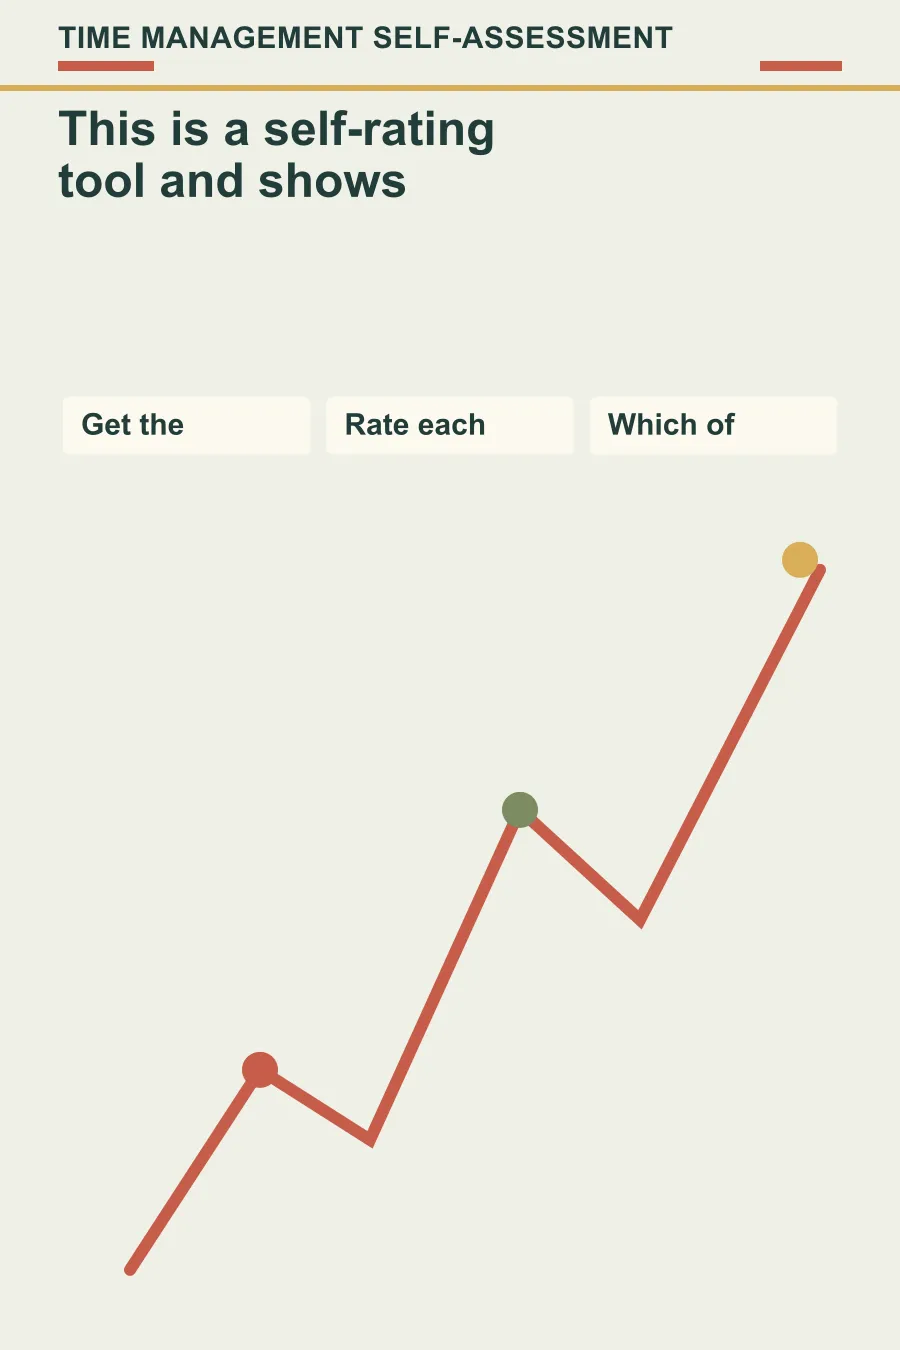 TIME MANAGEMENT SELF-ASSESSMENT
This is a self-rating
tool and shows
Get the
Rate each
Which of